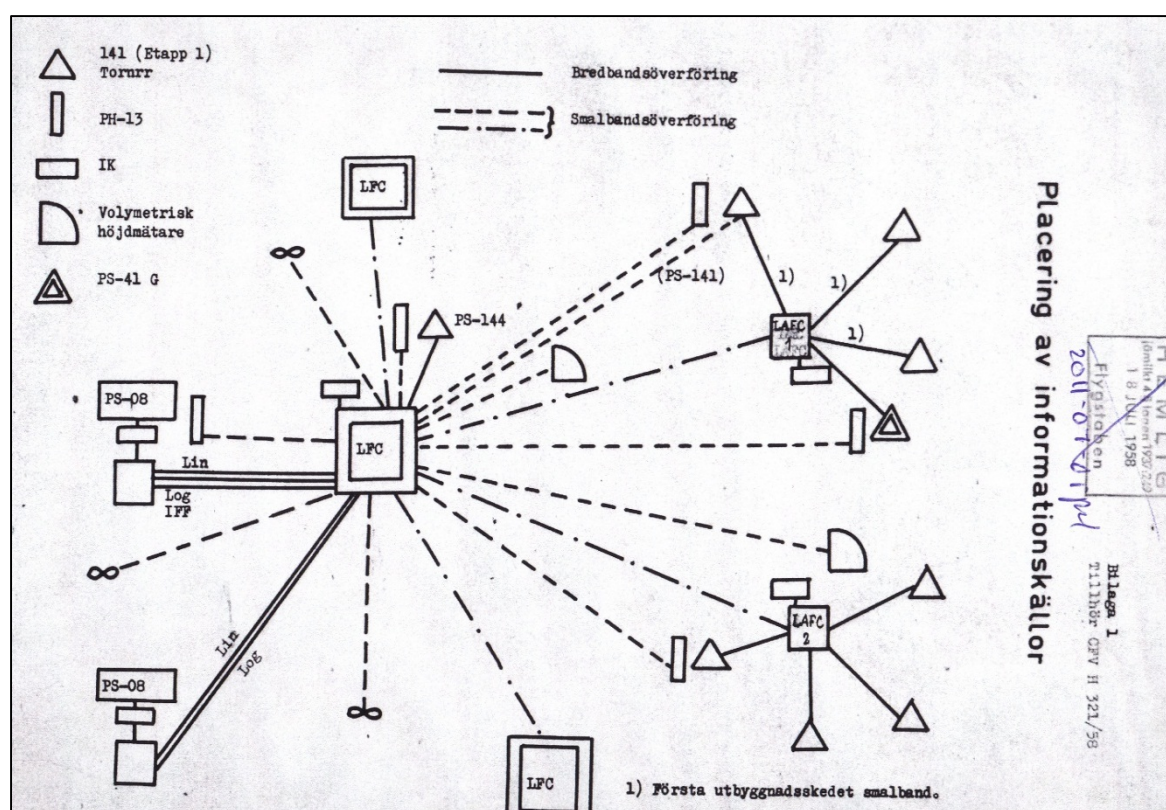 141 (Etapp 1)
Tornrr
PH-13
IK
Volymetrisk
höjdmätare
PS-41 G
Bredbandsöverföring
Smalbandsöverföring
LFC
PS-144
(PS-141)
1)
1)
1)
LAFC
1
PS-08
LFC
Lin
Log
IFF
Lin
Log
PS-08
LAFC
2
LFC
1) Första utbyggnadsskedet smalband.
Placering av informationskällor
HEMLIG
18 JULI 1958
Flygstaben
Bilaga 1
Tillhör CFV H 321/58